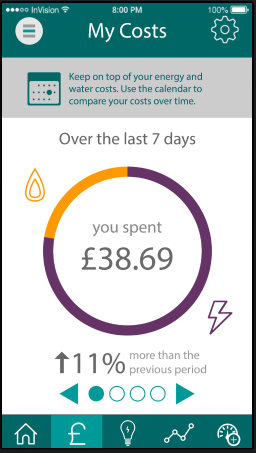 InVision 8:00 PM 100%
My Costs
Keep on top of your energy and
water costs. Use the calendar to
compare your costs over time.
Over the last 7 days
you spent
£38.69
11% more than the
previous period
£